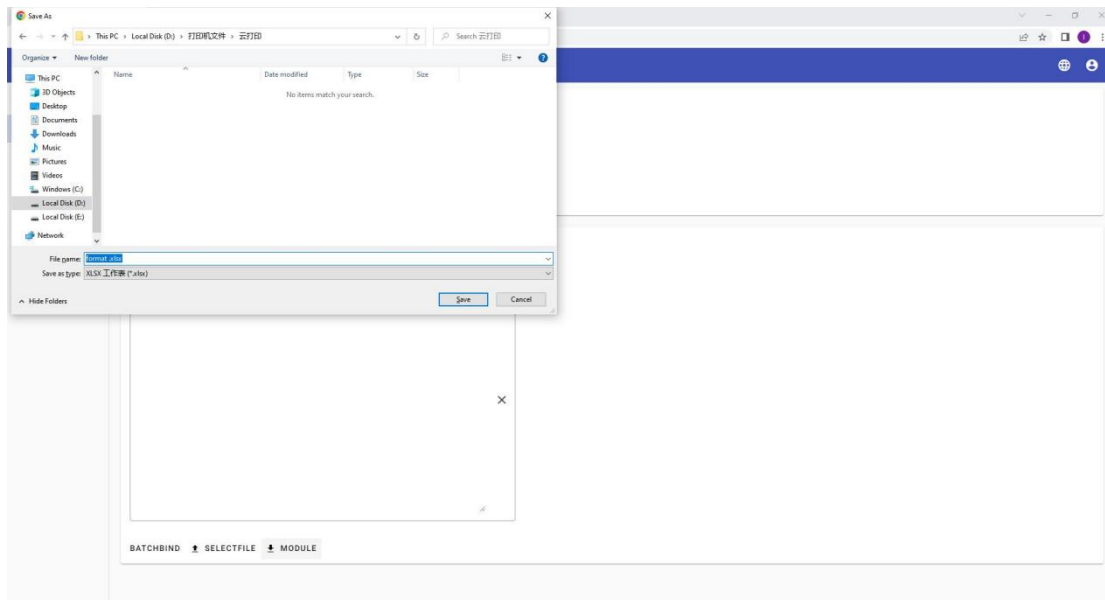 Save As
This PC › Local Disk (D:) › 打印机文件 › 云打印
Search 云打印
Organize
New folder
Name
Date modified
Type
Size
No items match your search.
This PC
3D Objects
Desktop
Documents
Downloads
Music
Pictures
Videos
Windows (C:)
Local Disk (D:)
Local Disk (E:)
Network
File name: format.xlsx
Save as type: XLSX 工作表 (*.xlsx)
Hide Folders
Save
Cancel
BATCHBIND SELECTFILE MODULE